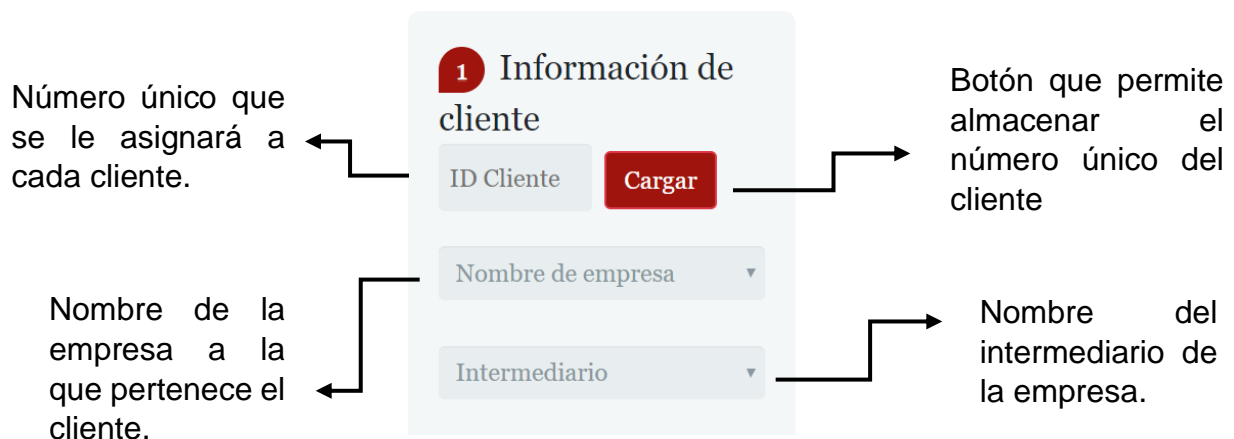 Número único que
se le asignará a
cada cliente.
1 Información de
cliente
ID Cliente
Cargar
Botón que permite
almacenar el
número único del
cliente
Nombre de empresa
Nombre de la
empresa a la
que pertenece el
cliente.
Intermediario
Nombre del
intermediario de
la empresa.